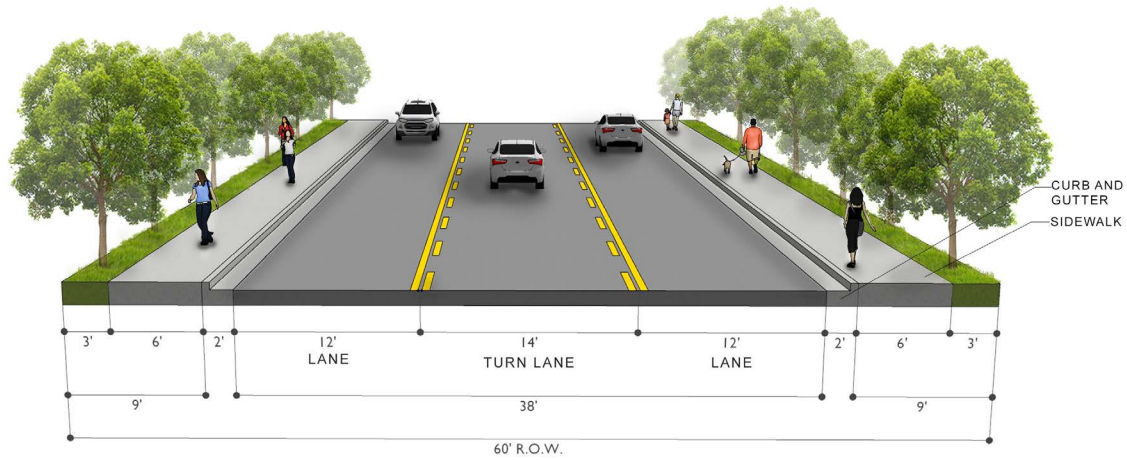 CURB AND
GUTTER
SIDEWALK
3' 6' 2' 12' 14' 12' 2' 6' 3'
LANE TURN LANE LANE
9' 38' 9'
60' R.O.W.